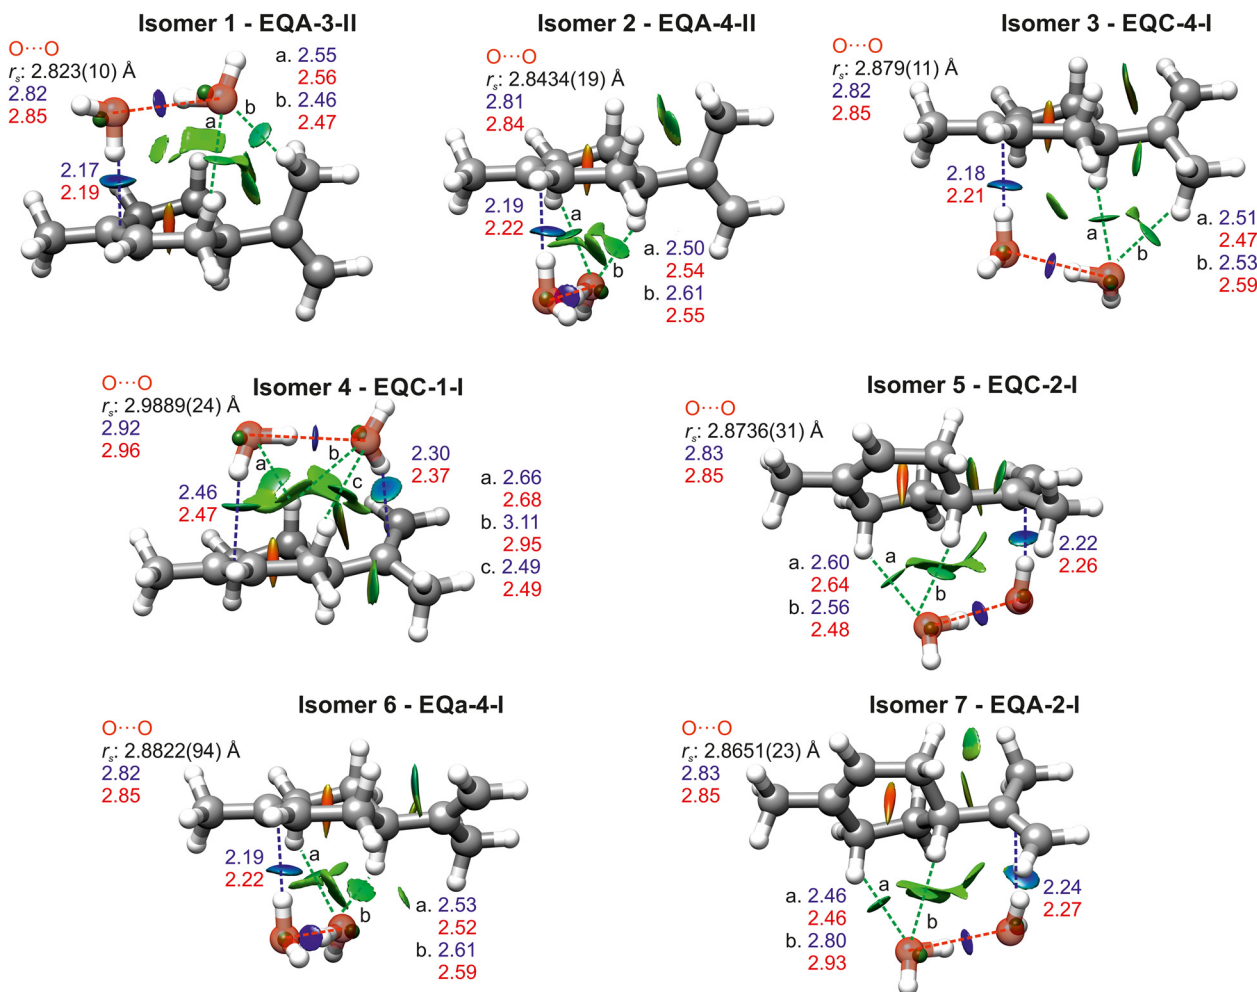 Isomer 1 - EQA-3-II
O···O
rₛ: 2.823(10) Å
2.82
2.85
a. 2.55
2.56
b. 2.46
2.47
a
b
2.17
2.19
Isomer 2 - EQA-4-II
O···O
rₛ: 2.8434(19) Å
2.81
2.84
2.19
2.22
a
b
a. 2.50
2.54
b. 2.61
2.55
Isomer 3 - EQC-4-I
O···O
rₛ: 2.879(11) Å
2.82
2.85
2.18
2.21
a
b
a. 2.51
2.47
b. 2.53
2.59
Isomer 4 - EQC-1-I
O···O
rₛ: 2.9889(24) Å
2.92
2.96
a
b
c
2.30
2.37
2.46
2.47
a. 2.66
2.68
b. 3.11
2.95
c. 2.49
2.49
Isomer 5 - EQC-2-I
O···O
rₛ: 2.8736(31) Å
2.83
2.85
2.22
2.26
a
b
a. 2.60
2.64
b. 2.56
2.48
Isomer 6 - EQa-4-I
O···O
rₛ: 2.8822(94) Å
2.82
2.85
2.19
2.22
a
b
a. 2.53
2.52
b. 2.61
2.59
Isomer 7 - EQA-2-I
O···O
rₛ: 2.8651(23) Å
2.83
2.85
a
b
a. 2.46
2.46
b. 2.80
2.93
2.24
2.27